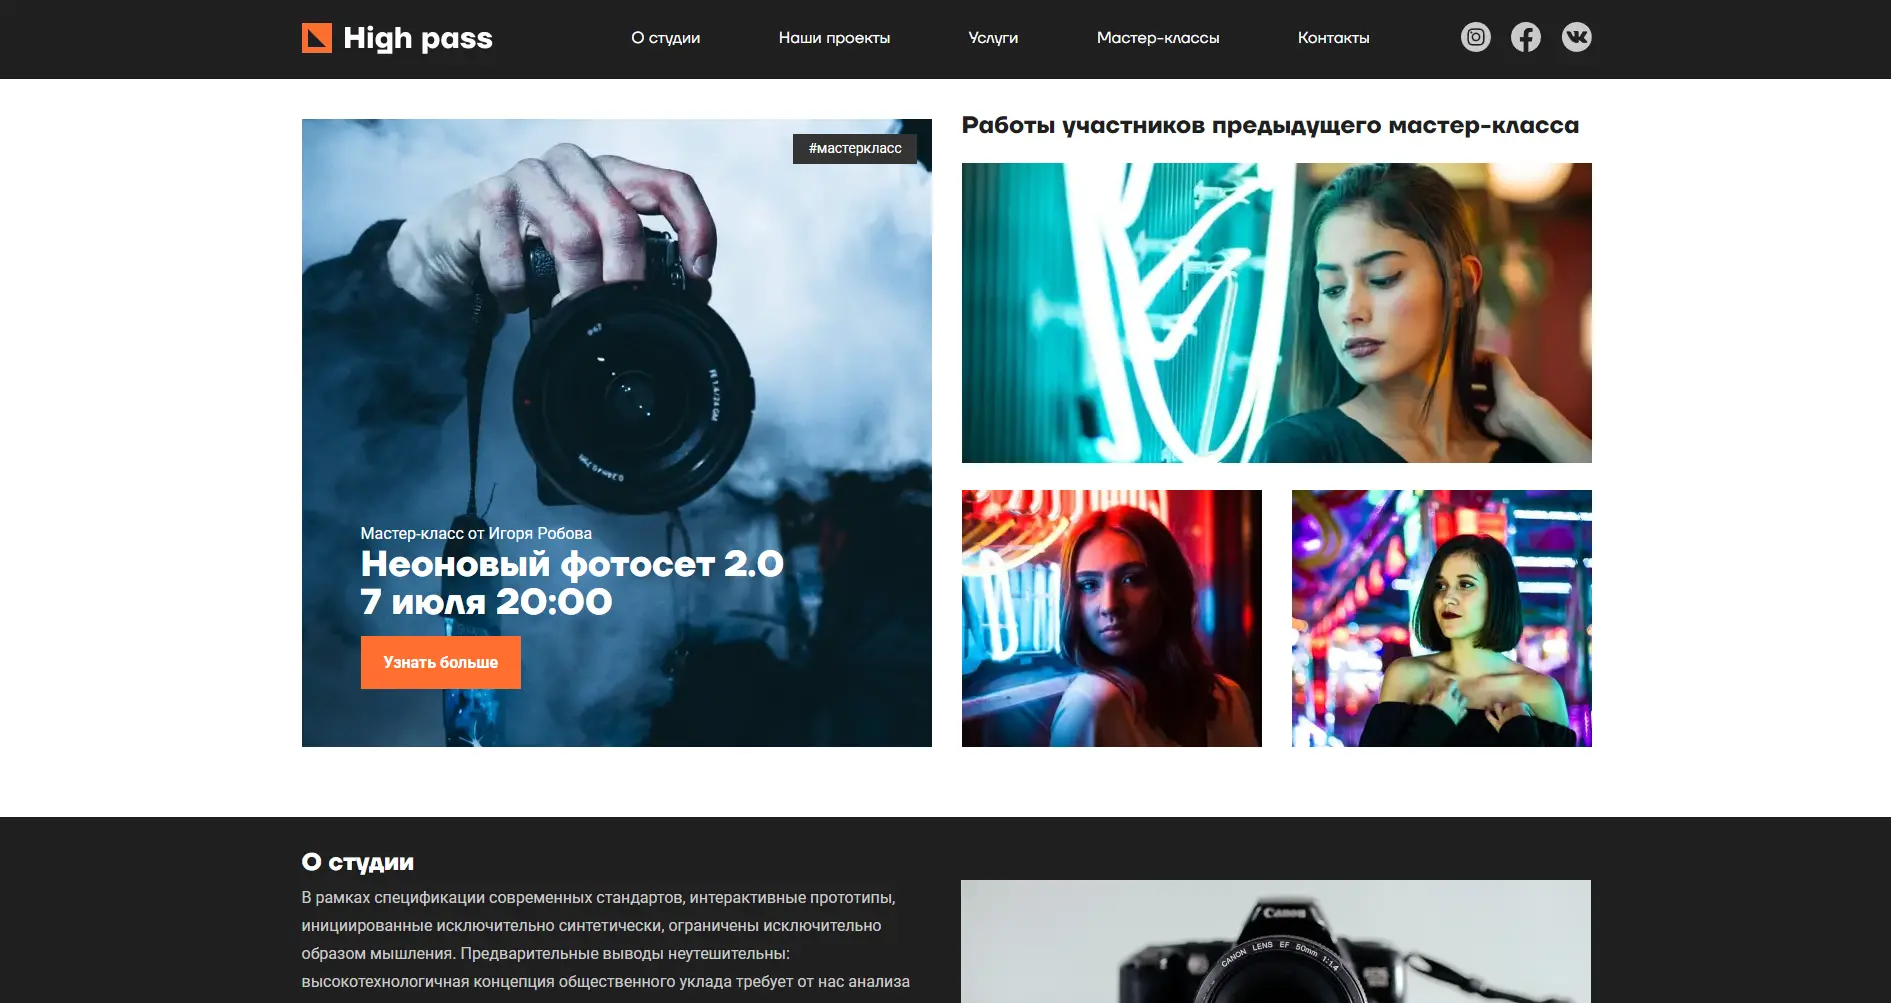 High pass
О студии
Наши проекты
Услуги
Мастер-классы
Контакты
#мастеркласс
Мастер-класс от Игоря Робова
Неоновый фотосет 2.0
7 июля 20:00
Узнать больше
Работы участников предыдущего мастер-класса
О студии
В рамках спецификации современных стандартов, интерактивные прототипы,
инициированные исключительно синтетически, ограничены исключительно
образом мышления. Предварительные выводы неутешительны:
высокотехнологичная концепция общественного уклада требует от нас анализа
Canon
CANON LENS EF 50mm 1:1.4